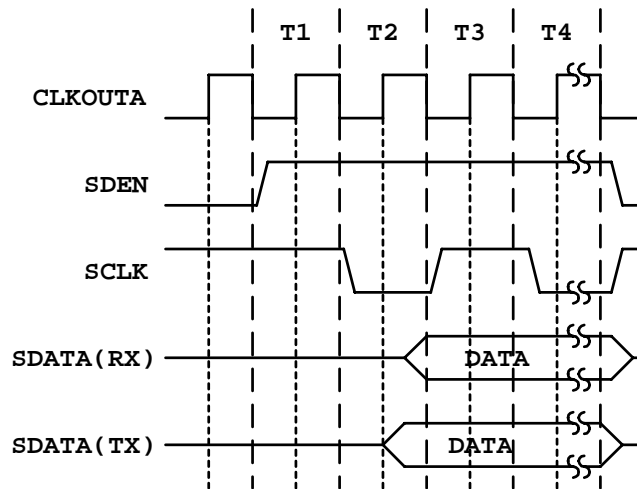 T1 T2 T3 T4
CLKOUTA
SDEN
SCLK
SDATA(RX) DATA
SDATA(TX) DATA